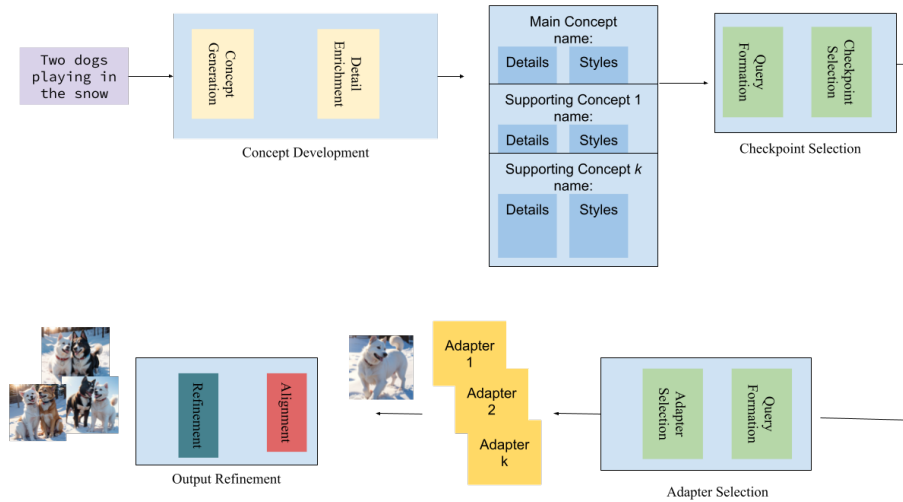 Two dogs
playing in
the snow
Concept
Generation
Detail
Enrichment
Concept Development
Main Concept
name:
Details
Styles
Supporting Concept 1
name:
Details
Styles
Supporting Concept k
name:
Details
Styles
Query
Formation
Checkpoint
Selection
Checkpoint Selection
Refinement
Alignment
Output Refinement
Adapter
1
Adapter
2
Adapter
k
Adapter
Selection
Query
Formation
Adapter Selection